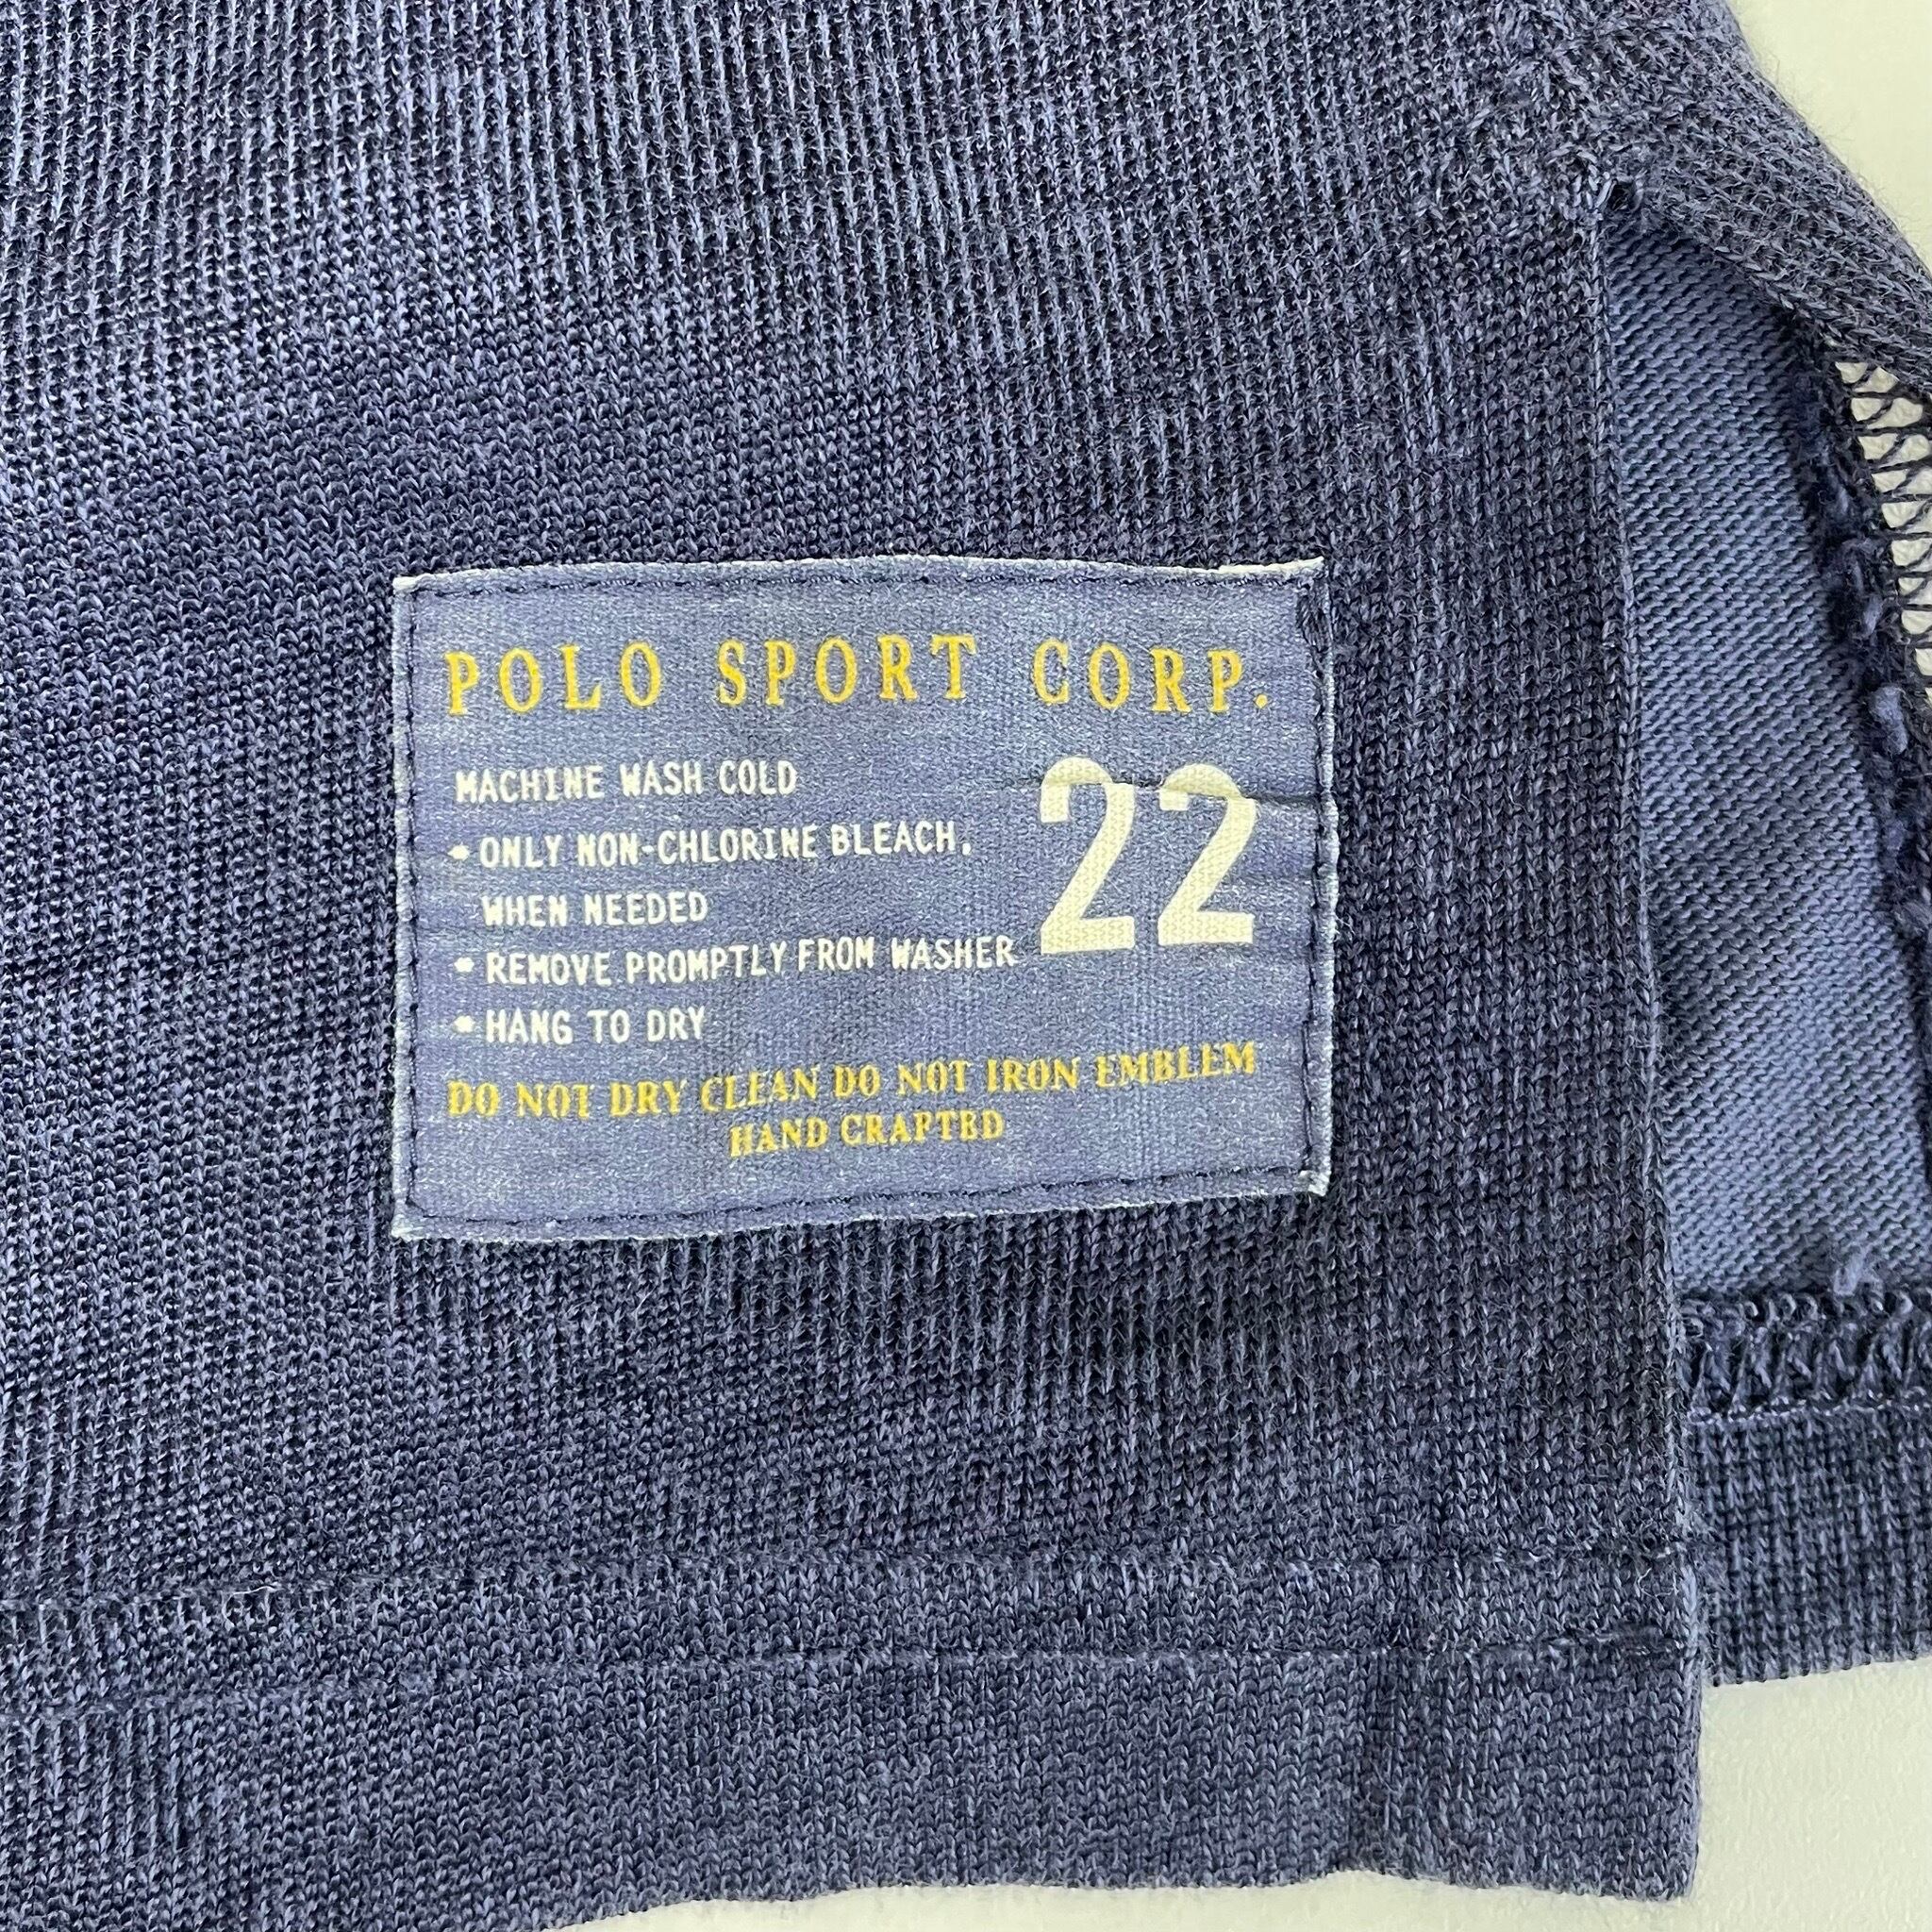 POLO SPORT CORP.
MACHINE WASH COLD
22
• ONLY NON-CHLORINE BLEACH,
WHEN NEEDED
• REMOVE PROMPTLY FROM WASHER
• HANG TO DRY
DO NOT DRY CLEAN DO NOT IRON EMBLEM
HAND CRAFTED